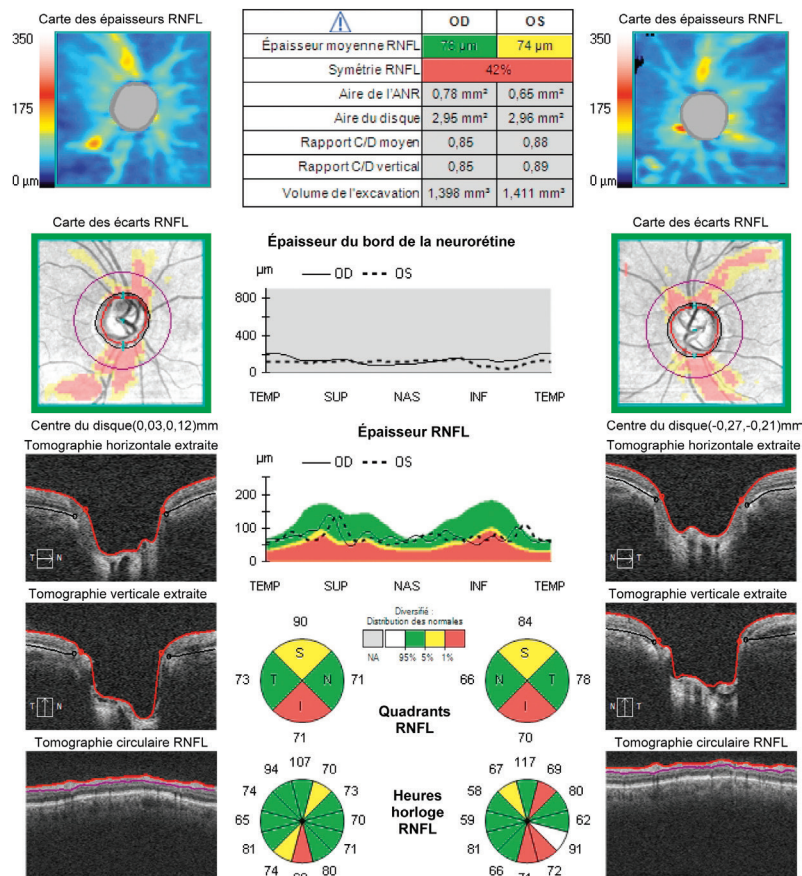 Carte des épaisseurs RNFL
350
175
0 µm
OD OS
Épaisseur moyenne RNFL 76 µm 74 µm
Symétrie RNFL 42%
Aire de l'ANR 0,78 mm² 0,65 mm²
Aire du disque 2,95 mm² 2,96 mm²
Rapport C/D moyen 0,85 0,88
Rapport C/D vertical 0,85 0,89
Volume de l'excavation 1,398 mm³ 1,411 mm³
Carte des épaisseurs RNFL
350
175
0 µm
Carte des écarts RNFL
Centre du disque(0,03,0,12)mm
Épaisseur du bord de la neurorétine
µm OD OS
800
400
0
TEMP SUP NAS INF TEMP
Carte des écarts RNFL
Centre du disque(-0,27,-0,21)mm
Tomographie horizontale extraite
T N
Épaisseur RNFL
µm OD OS
200
100
0
TEMP SUP NAS INF TEMP
Tomographie horizontale extraite
N T
Tomographie verticale extraite
T N
90
S
73 T N 71
I
71
Diversifié :
Distribution des normales
NA 95% 5% 1%
Quadrants
RNFL
84
S
66 N T 78
I
70
Tomographie verticale extraite
N T
Tomographie circulaire RNFL
107
94 70
74 73
65 70
81 71
74 80
Heures
horloge
RNFL
117
67 69
58 80
59 62
81 91
66 72
Tomographie circulaire RNFL